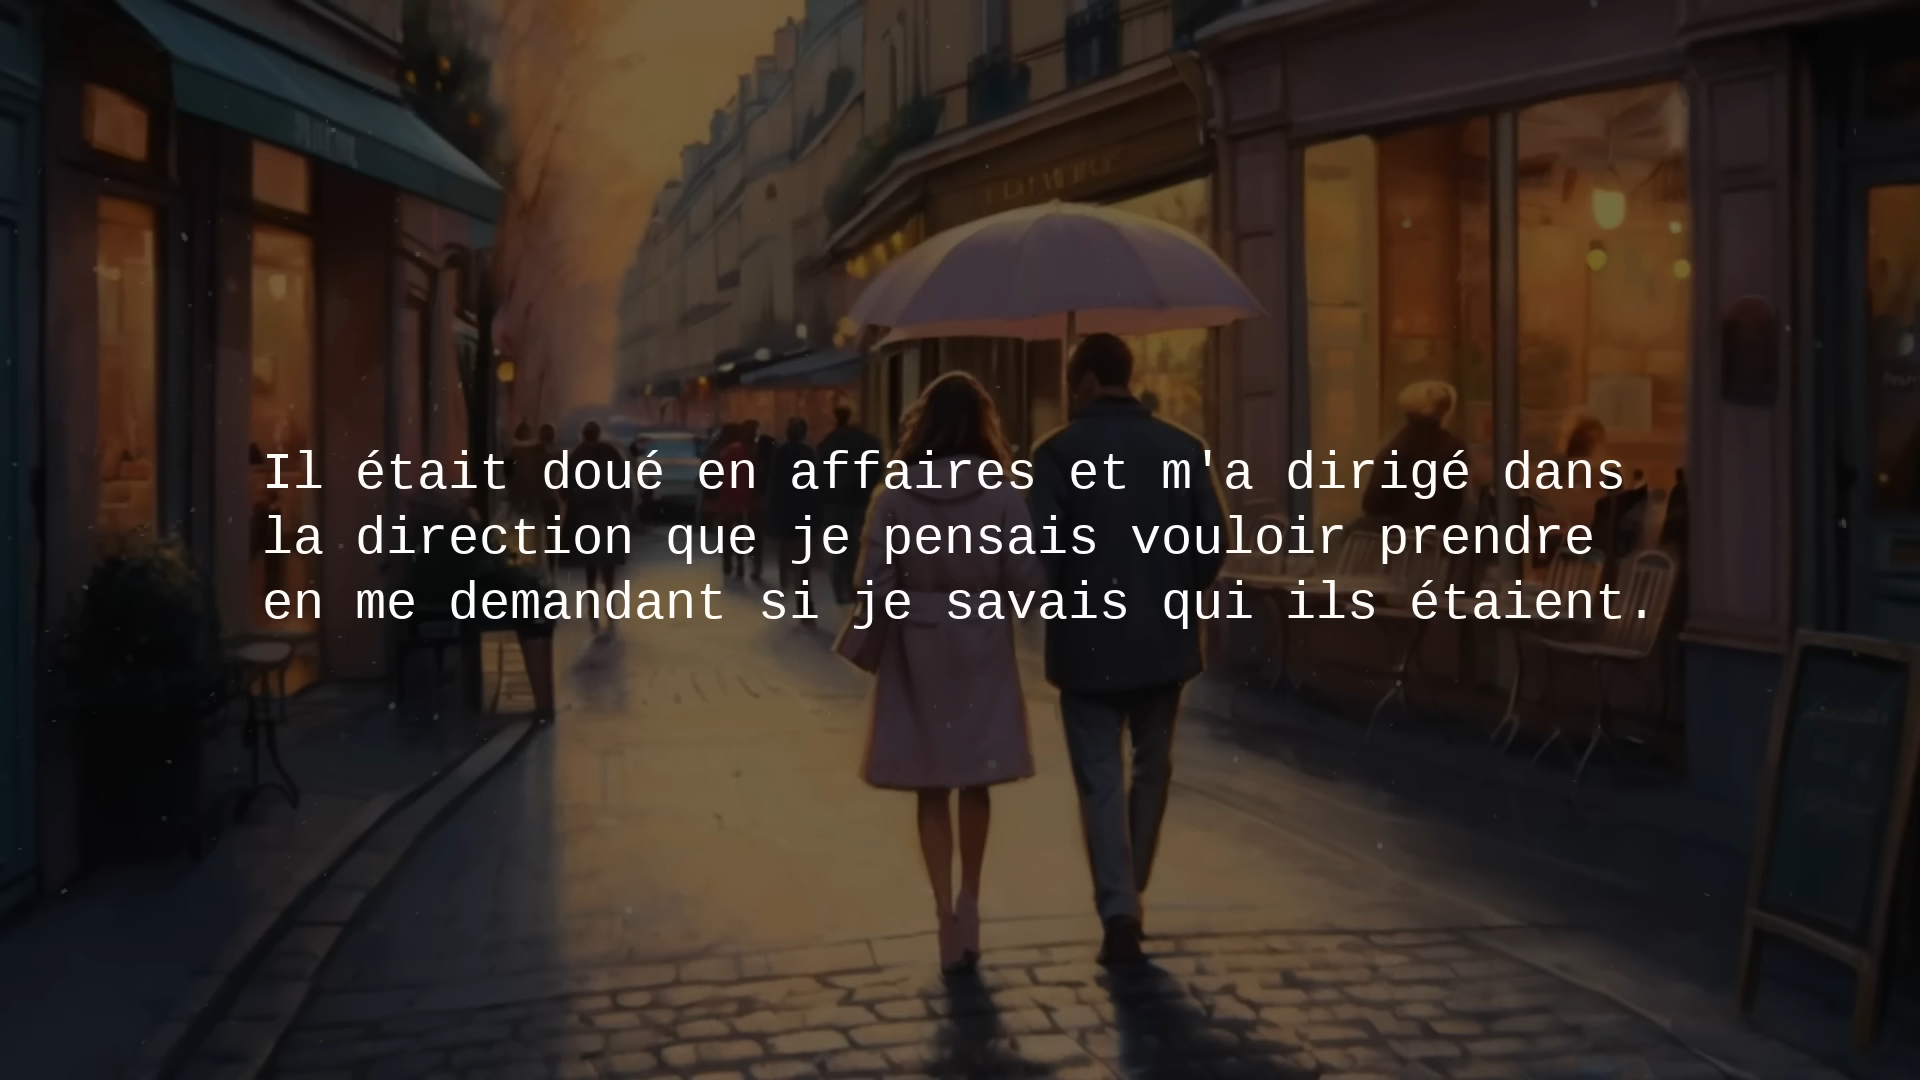 Il était doué en affaires et m'a dirigé dans
la direction que je pensais vouloir prendre
en me demandant si je savais qui ils étaient.